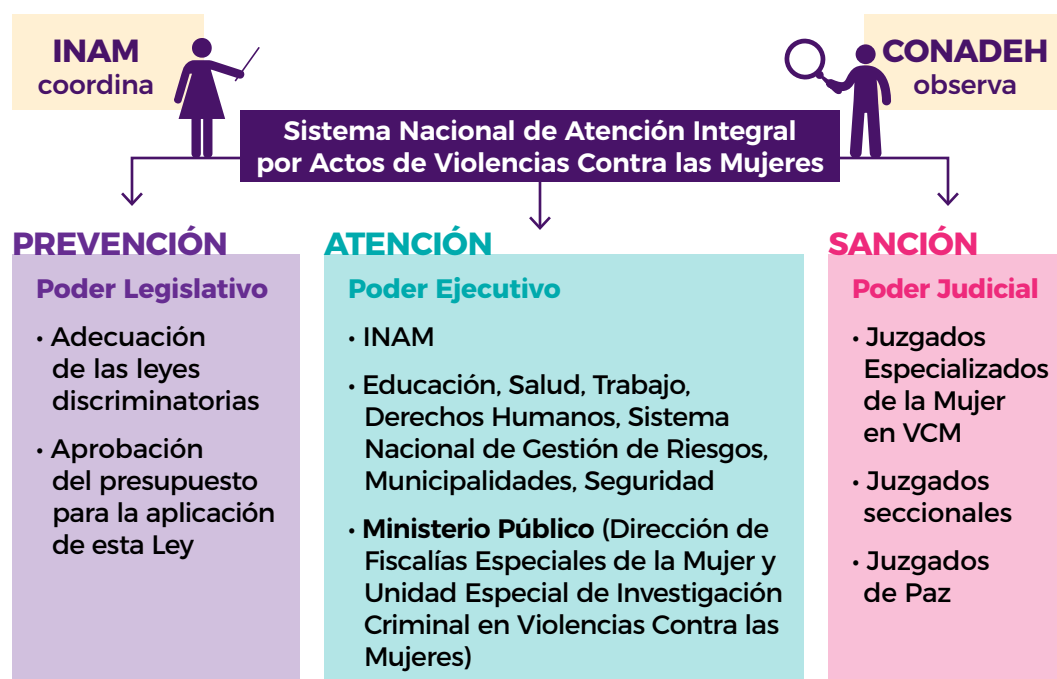 INAM
coordina
CONADEH
observa
Sistema Nacional de Atención Integral
por Actos de Violencias Contra las Mujeres
PREVENCIÓN
Poder Legislativo
• Adecuación
de las leyes
discriminatorias
• Aprobación
del presupuesto
para la aplicación
de esta Ley
ATENCIÓN
Poder Ejecutivo
• INAM
• Educación, Salud, Trabajo,
Derechos Humanos, Sistema
Nacional de Gestión de Riesgos,
Municipalidades, Seguridad
• Ministerio Público (Dirección de
Fiscalías Especiales de la Mujer y
Unidad Especial de Investigación
Criminal en Violencias Contra las
Mujeres)
SANCIÓN
Poder Judicial
• Juzgados
Especializados
de la Mujer
en VCM
• Juzgados
seccionales
• Juzgados
de Paz